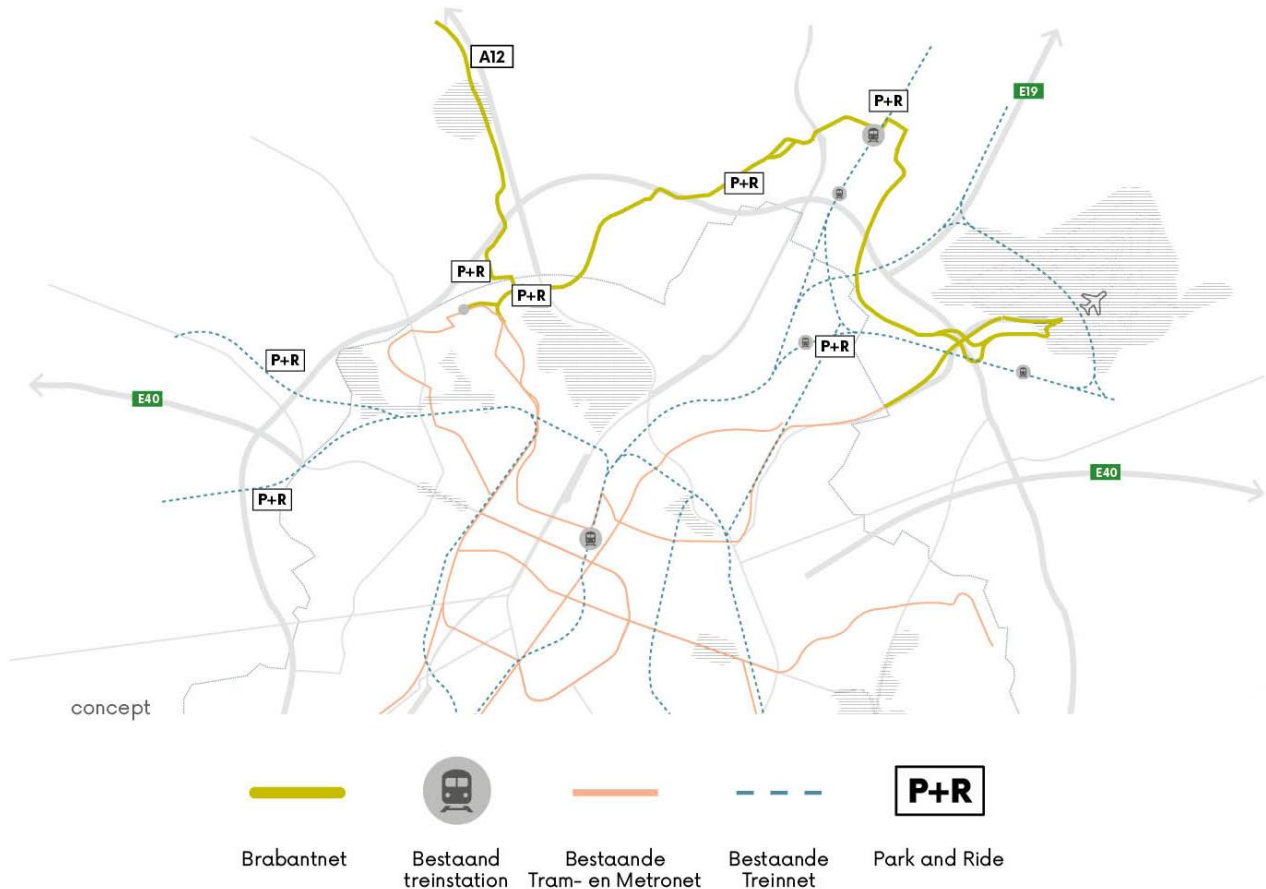 A12
P+R
E19
P+R
P+R
P+R
P+R
P+R
E40
E40
P+R
concept
P+R
Brabantnet
Bestaand
treinstation
Bestaande
Tram- en Metronet
Bestaande
Treinnet
Park and Ride